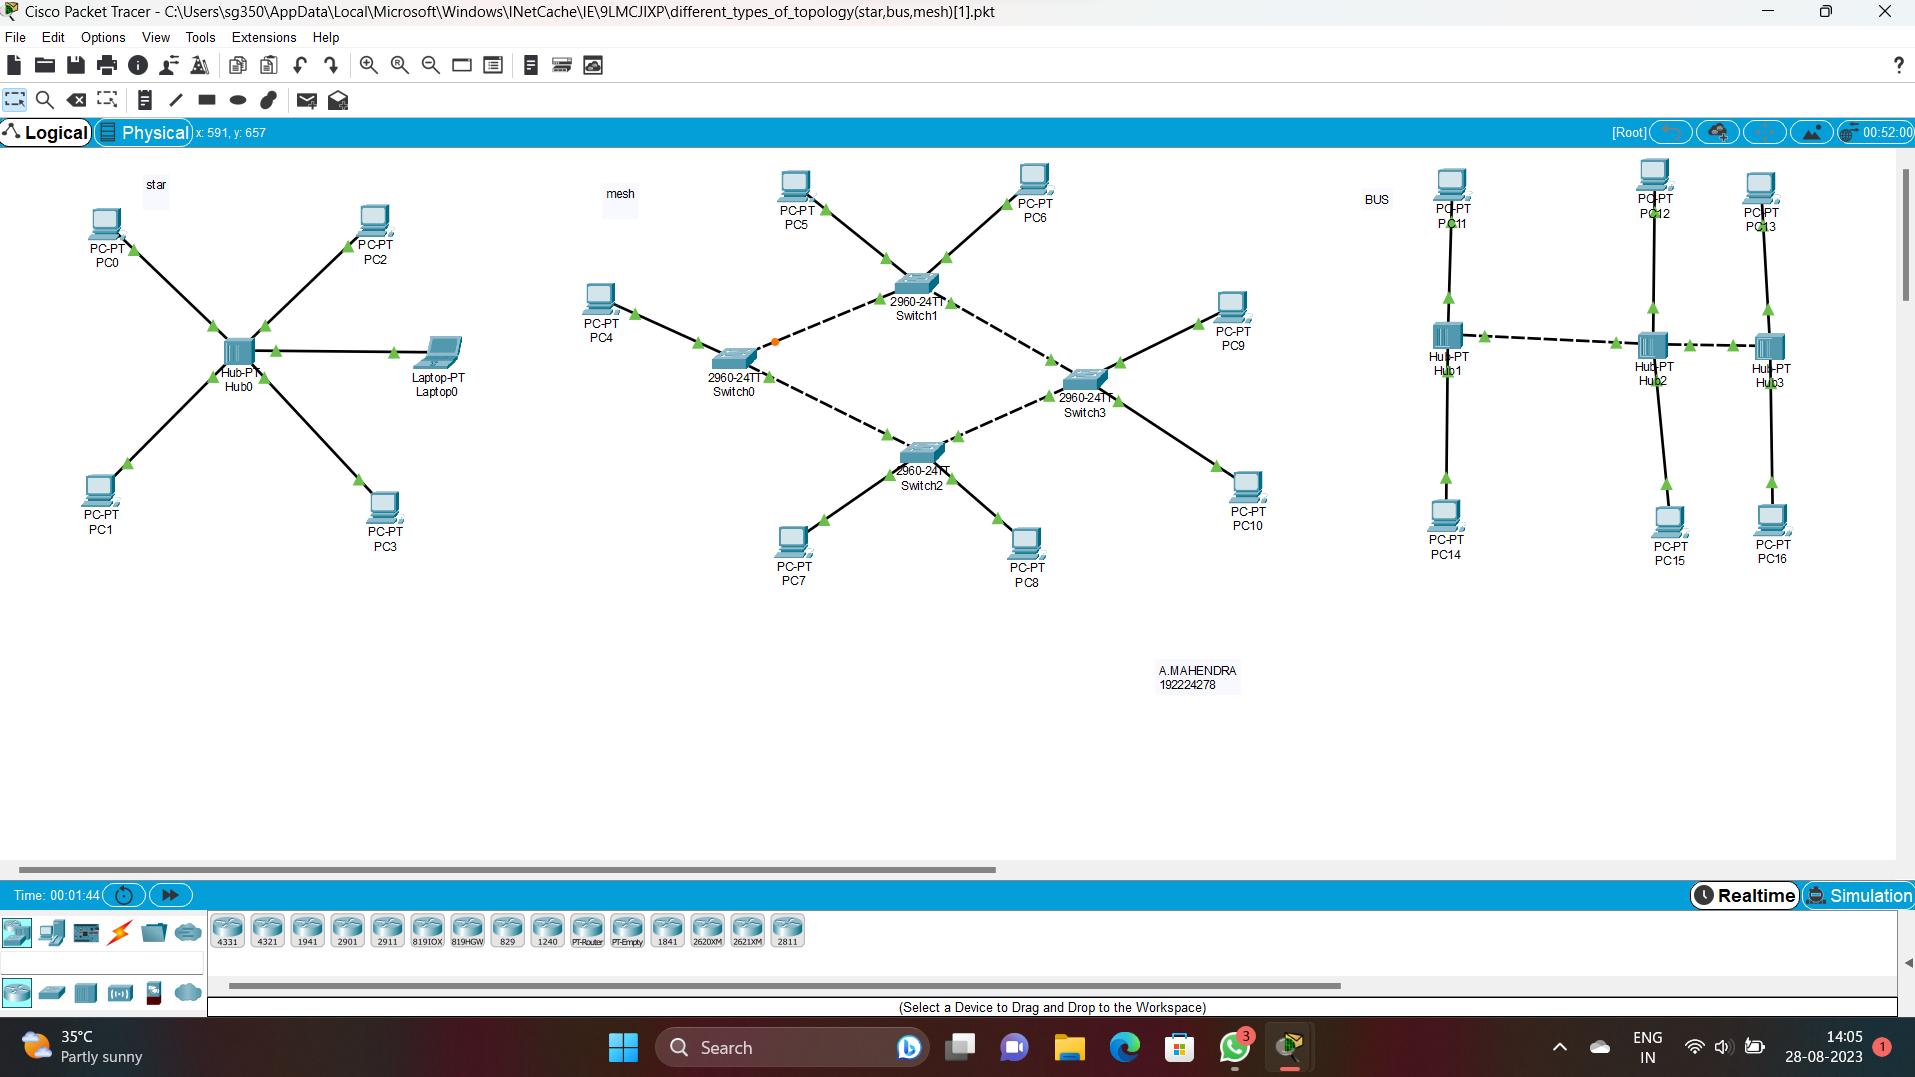 Cisco Packet Tracer - C:\Users\sg350\AppData\Local\Microsoft\Windows\INetCache\IE\9LMCJIXP\different_types_of_topology(star,bus,mesh)[1].pkt
File Edit Options View Tools Extensions Help
Logical Physical x: 591, y: 657 [Root] 00:52:00
star
PC-PT
PC0
PC-PT
PC2
Hub-PT
Hub0
Laptop-PT
Laptop0
PC-PT
PC1
PC-PT
PC3
mesh
PC-PT
PC5
PC-PT
PC6
PC-PT
PC4
2960-24TT
Switch1
PC-PT
PC9
2960-24TT
Switch0
2960-24TT
Switch3
2960-24TT
Switch2
PC-PT
PC10
PC-PT
PC7
PC-PT
PC8
BUS
PC-PT
PC11
PC-PT
PC12
PC-PT
PC13
Hub-PT
Hub1
Hub-PT
Hub2
Hub-PT
Hub3
PC-PT
PC14
PC-PT
PC15
PC-PT
PC16
A.MAHENDRA
192224278
Time: 00:01:44 Realtime Simulation
4331 4321 1941 2901 2911 819IOX 819HGW 829 1240 PT-Router PT-Empty 1841 2620XM 2621XM 2811
(Select a Device to Drag and Drop to the Workspace)
35°C
Partly sunny
Search
3
ENG
IN
14:05
28-08-2023
1